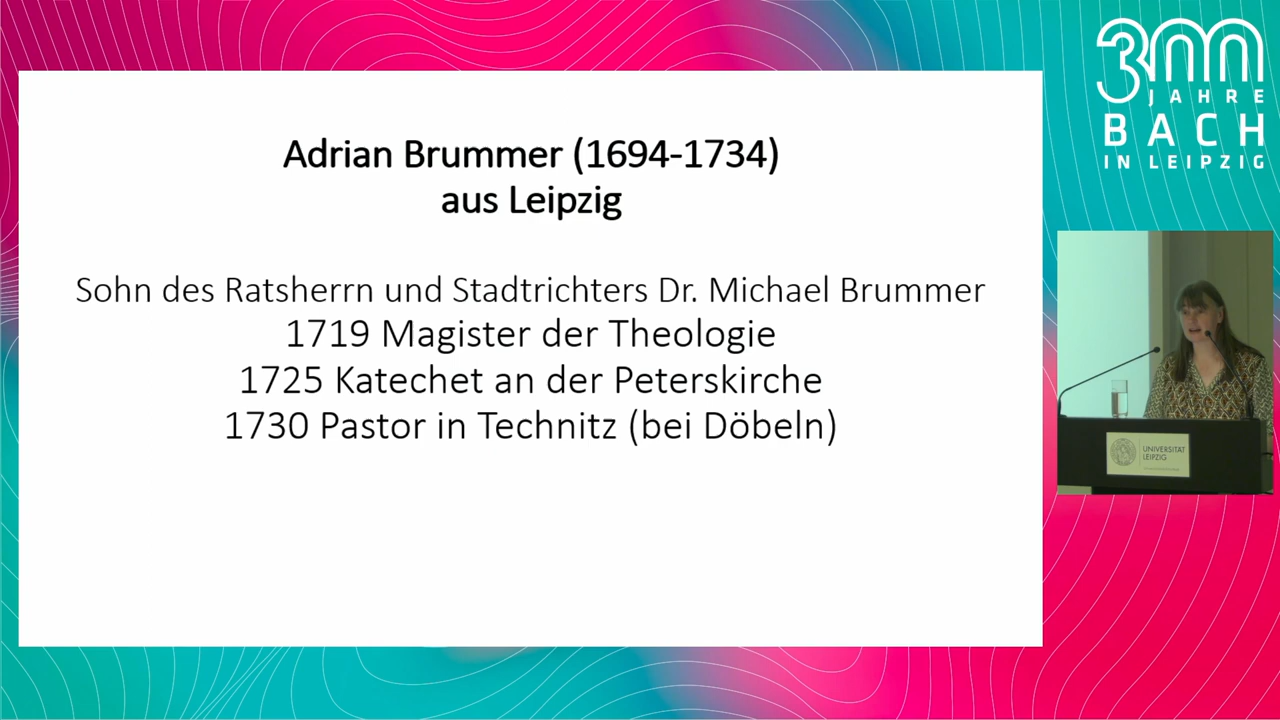 Adrian Brummer (1694-1734)
aus Leipzig
Sohn des Ratsherrn und Stadtrichters Dr. Michael Brummer
1719 Magister der Theologie
1725 Katechet an der Peterskirche
1730 Pastor in Technitz (bei Döbeln)
300
JAHRE
BACH
IN LEIPZIG
UNIVERSITÄT
LEIPZIG